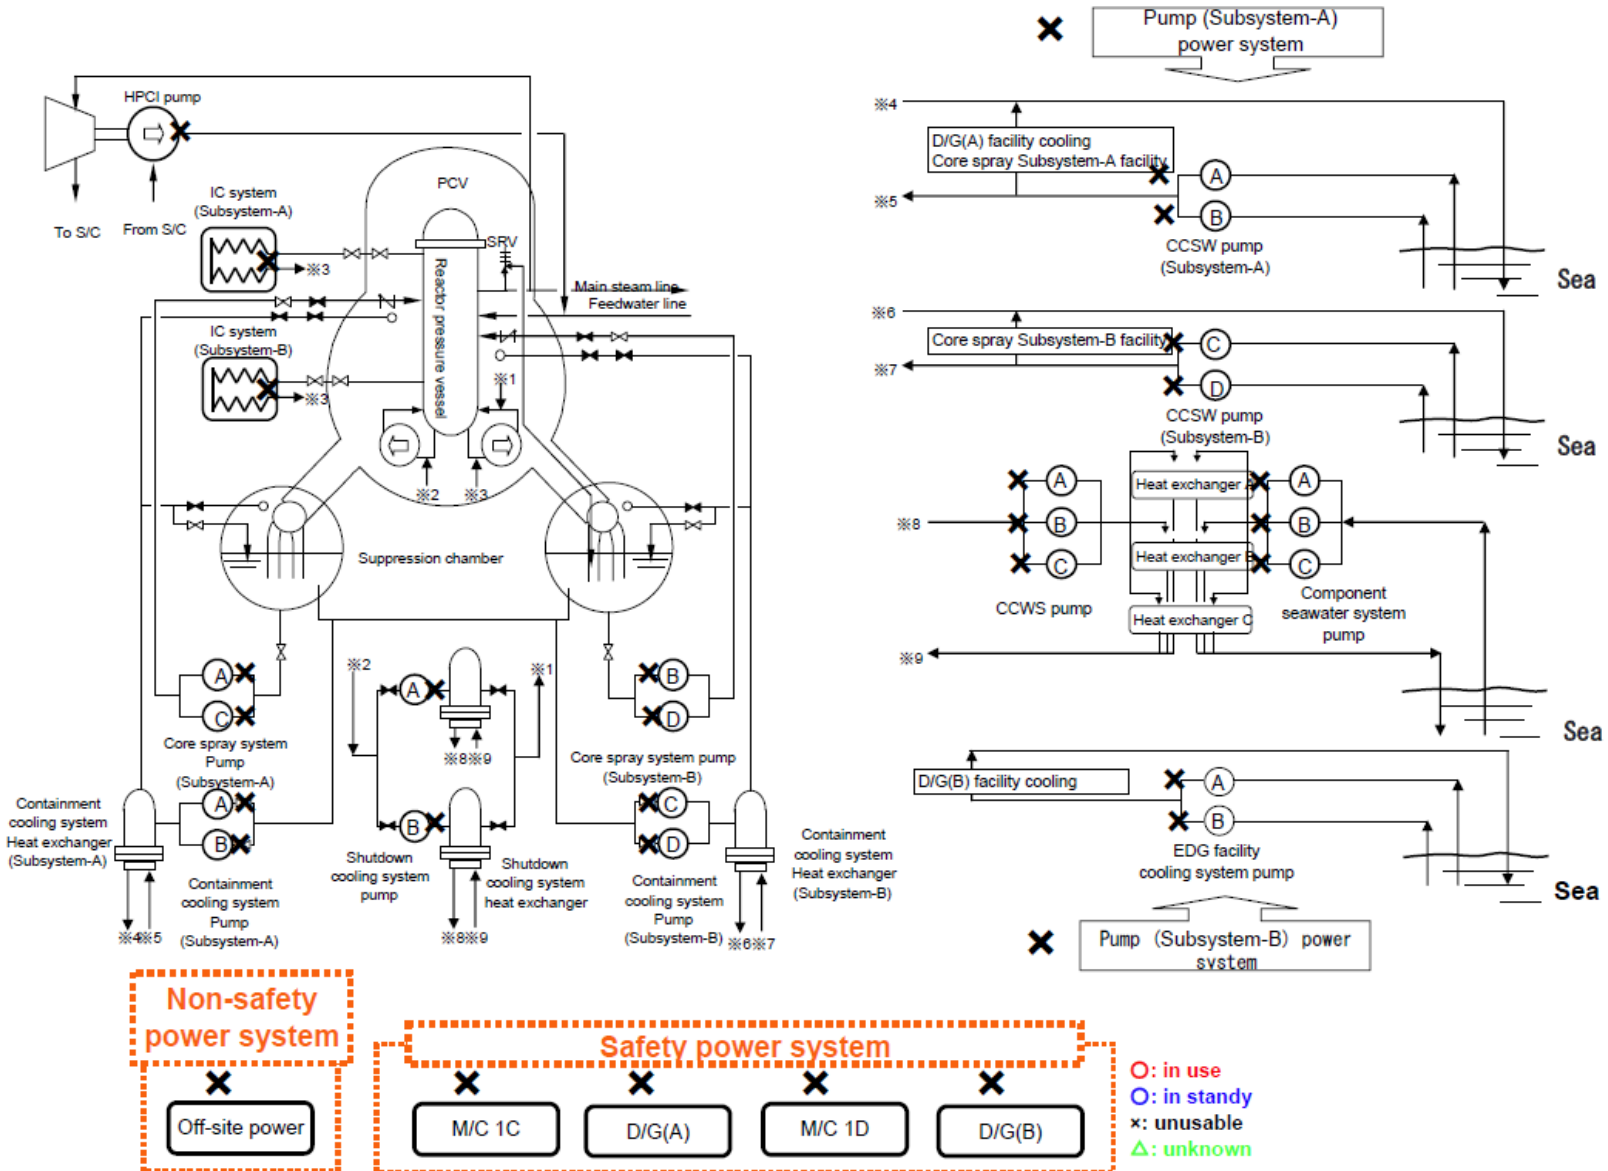 Pump (Subsystem-A)
power system
HPCI pump
※4
D/G(A) facility cooling
Core spray Subsystem-A facility
PCV
A
IC system
(Subsystem-A)
※5
B
To S/C
From S/C
SRV
CCSW pump
(Subsystem-A)
※3
Reactor pressure vessel
Sea
Main steam line
Feedwater line
※6
IC system
(Subsystem-B)
Core spray Subsystem-B facility
C
※7
※1
D
※3
CCSW pump
(Subsystem-B)
Sea
※2
※3
A
Heat exchanger A
A
※8
B
B
Suppression chamber
Heat exchanger B
C
C
CCWS pump
Component
seawater system
pump
Heat exchanger C
※9
※2
※1
A
A
B
C
D
Sea
Core spray system
Pump
(Subsystem-A)
※8※9
Core spray system pump
(Subsystem-B)
D/G(B) facility cooling
A
Containment
cooling system
Heat exchanger
(Subsystem-A)
A
B
B
C
D
B
Containment
cooling system
Heat exchanger
(Subsystem-B)
EDG facility
cooling system pump
Shutdown
cooling system
pump
Shutdown
cooling system
heat exchanger
Sea
Containment
cooling system
Pump
(Subsystem-A)
Containment
cooling system
Pump
(Subsystem-B)
※4※5
※8※9
※6※7
Pump (Subsystem-B) power
system
Non-safety
power system
Safety power system
Off-site power
M/C 1C
D/G(A)
M/C 1D
D/G(B)
○: in use
○: in standy
×: unusable
△: unknown